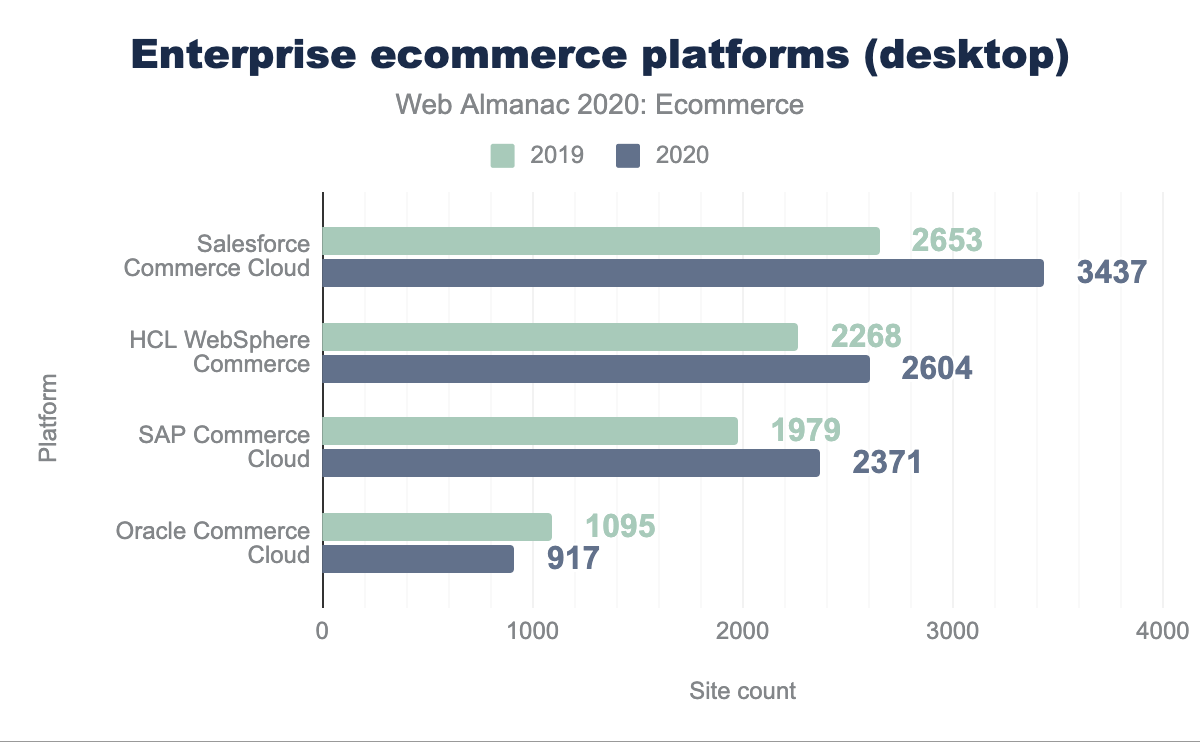 Enterprise ecommerce platforms (desktop)
Web Almanac 2020: Ecommerce
2019 2020
Platform
Salesforce
Commerce Cloud
2653
3437
HCL WebSphere
Commerce
2268
2604
SAP Commerce
Cloud
1979
2371
Oracle Commerce
Cloud
1095
917
0 1000 2000 3000 4000
Site count